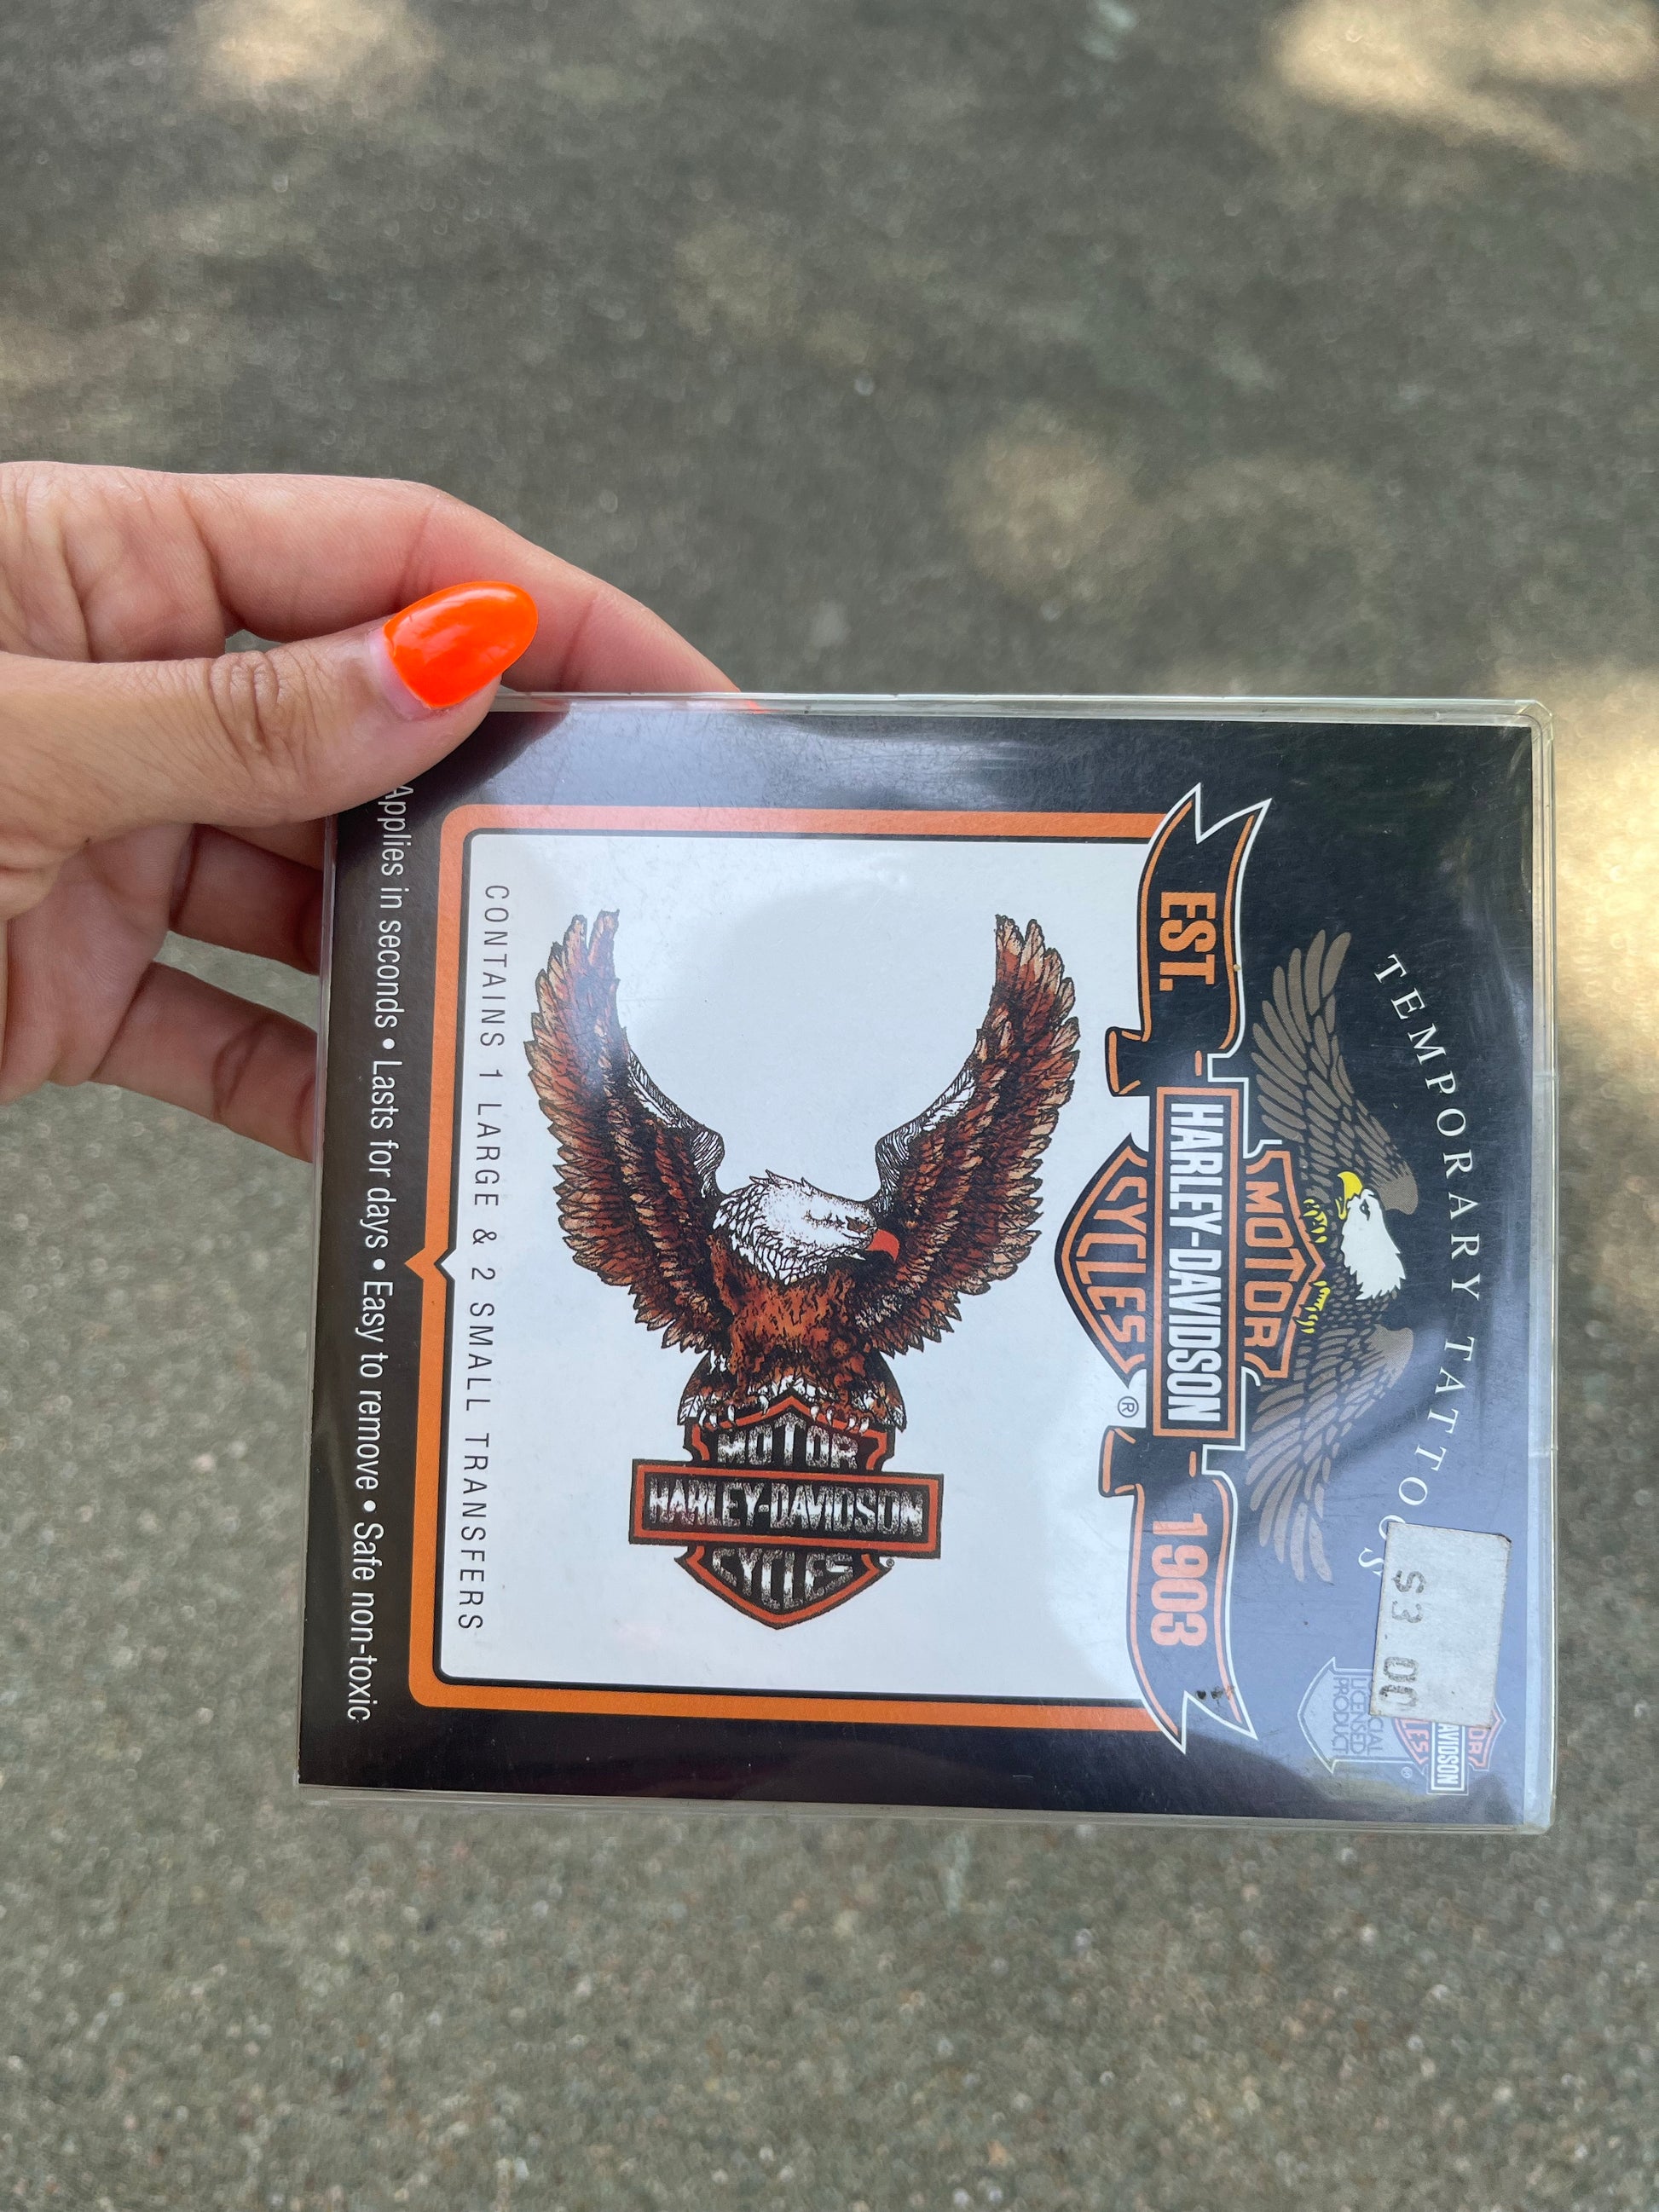 TEMPORARY TATTOOS
$3.00
MOTOR
HARLEY-DAVIDSON
CYCLES
®
EST. 1903
LICENSED
PRODUCT
MOTOR
HARLEY-DAVIDSON
CYCLES
®
CONTAINS 1 LARGE & 2 SMALL TRANSFERS
Applies in seconds • Lasts for days • Easy to remove • Safe non-toxic